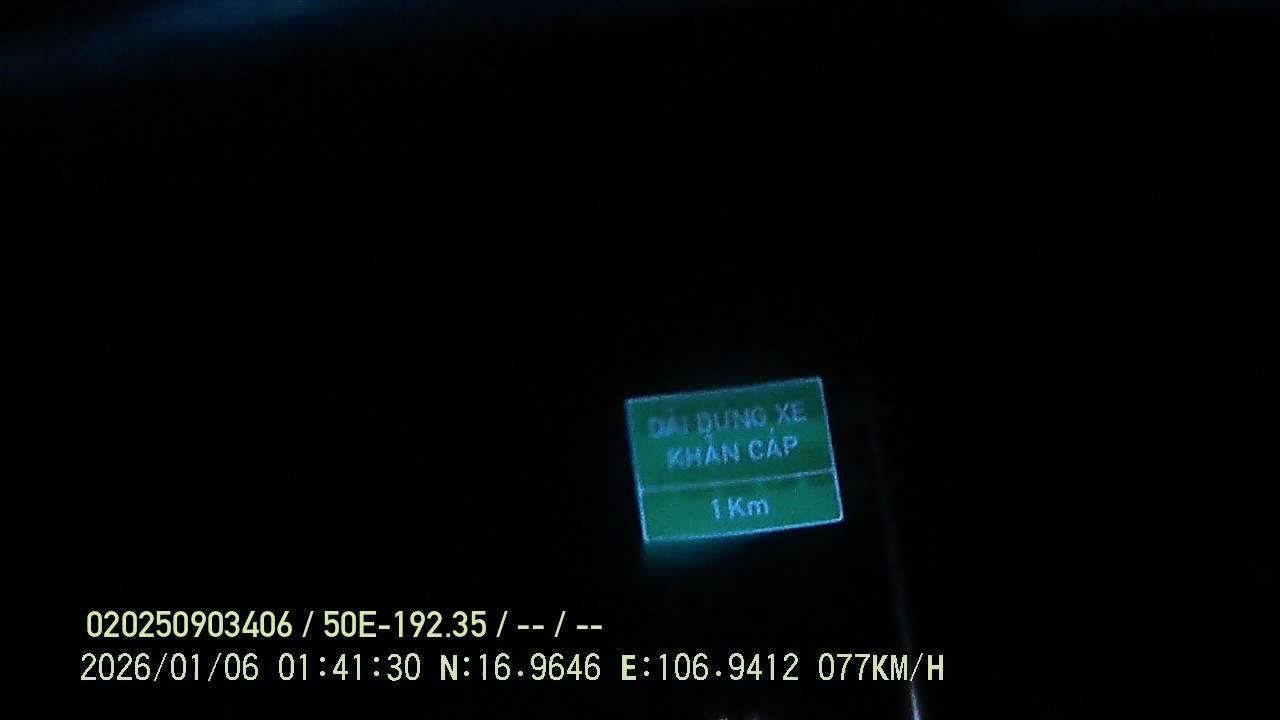 DẢI DỪNG XE
KHẨN CẤP
1 Km
020250903406 / 50E-192.35 / -- / --
2026/01/06 01:41:30 N:16.9646 E:106.9412 077KM/H